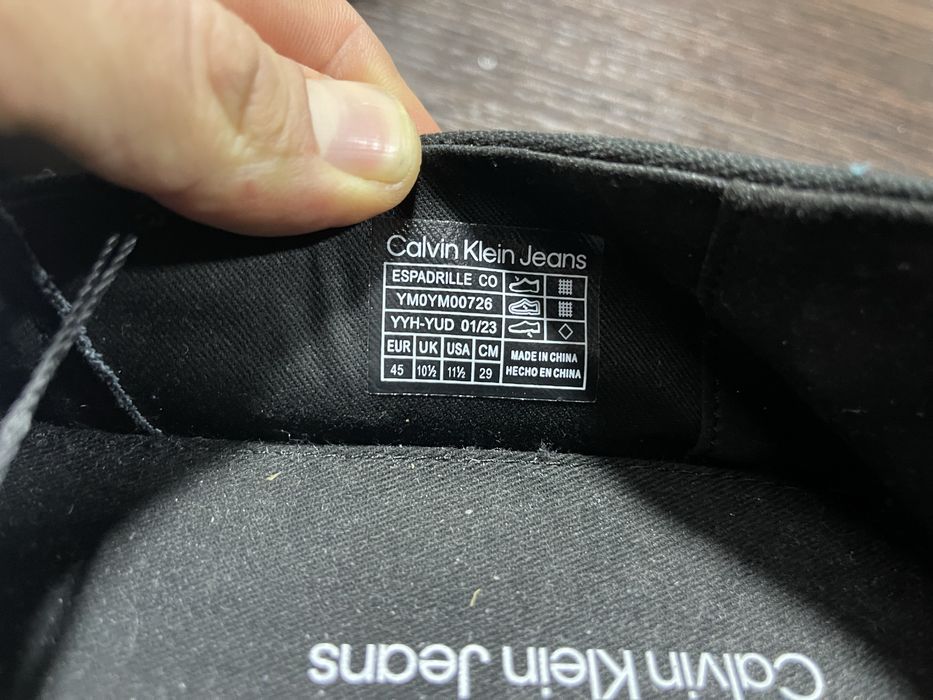 Calvin Klein Jeans
ESPADRILLE CO
YM0YM00726
YYH-YUD 01/23
EUR UK USA CM
45 10½ 11½ 29
MADE IN CHINA
HECHO EN CHINA
Calvin Klein Jeans